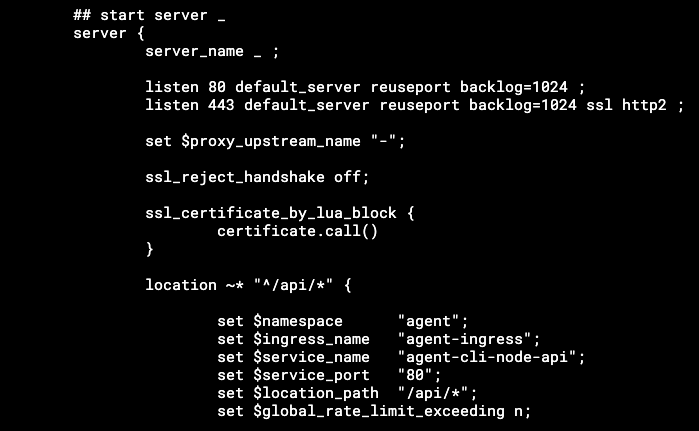 ## start server _
server {
server_name _ ;
listen 80 default_server reuseport backlog=1024 ;
listen 443 default_server reuseport backlog=1024 ssl http2 ;
set $proxy_upstream_name "-";
ssl_reject_handshake off;
ssl_certificate_by_lua_block {
certificate.call()
}
location ~* "^/api/*" {
set $namespace      "agent";
set $ingress_name   "agent-ingress";
set $service_name   "agent-cli-node-api";
set $service_port   "80";
set $location_path  "/api/*";
set $global_rate_limit_exceeding n;